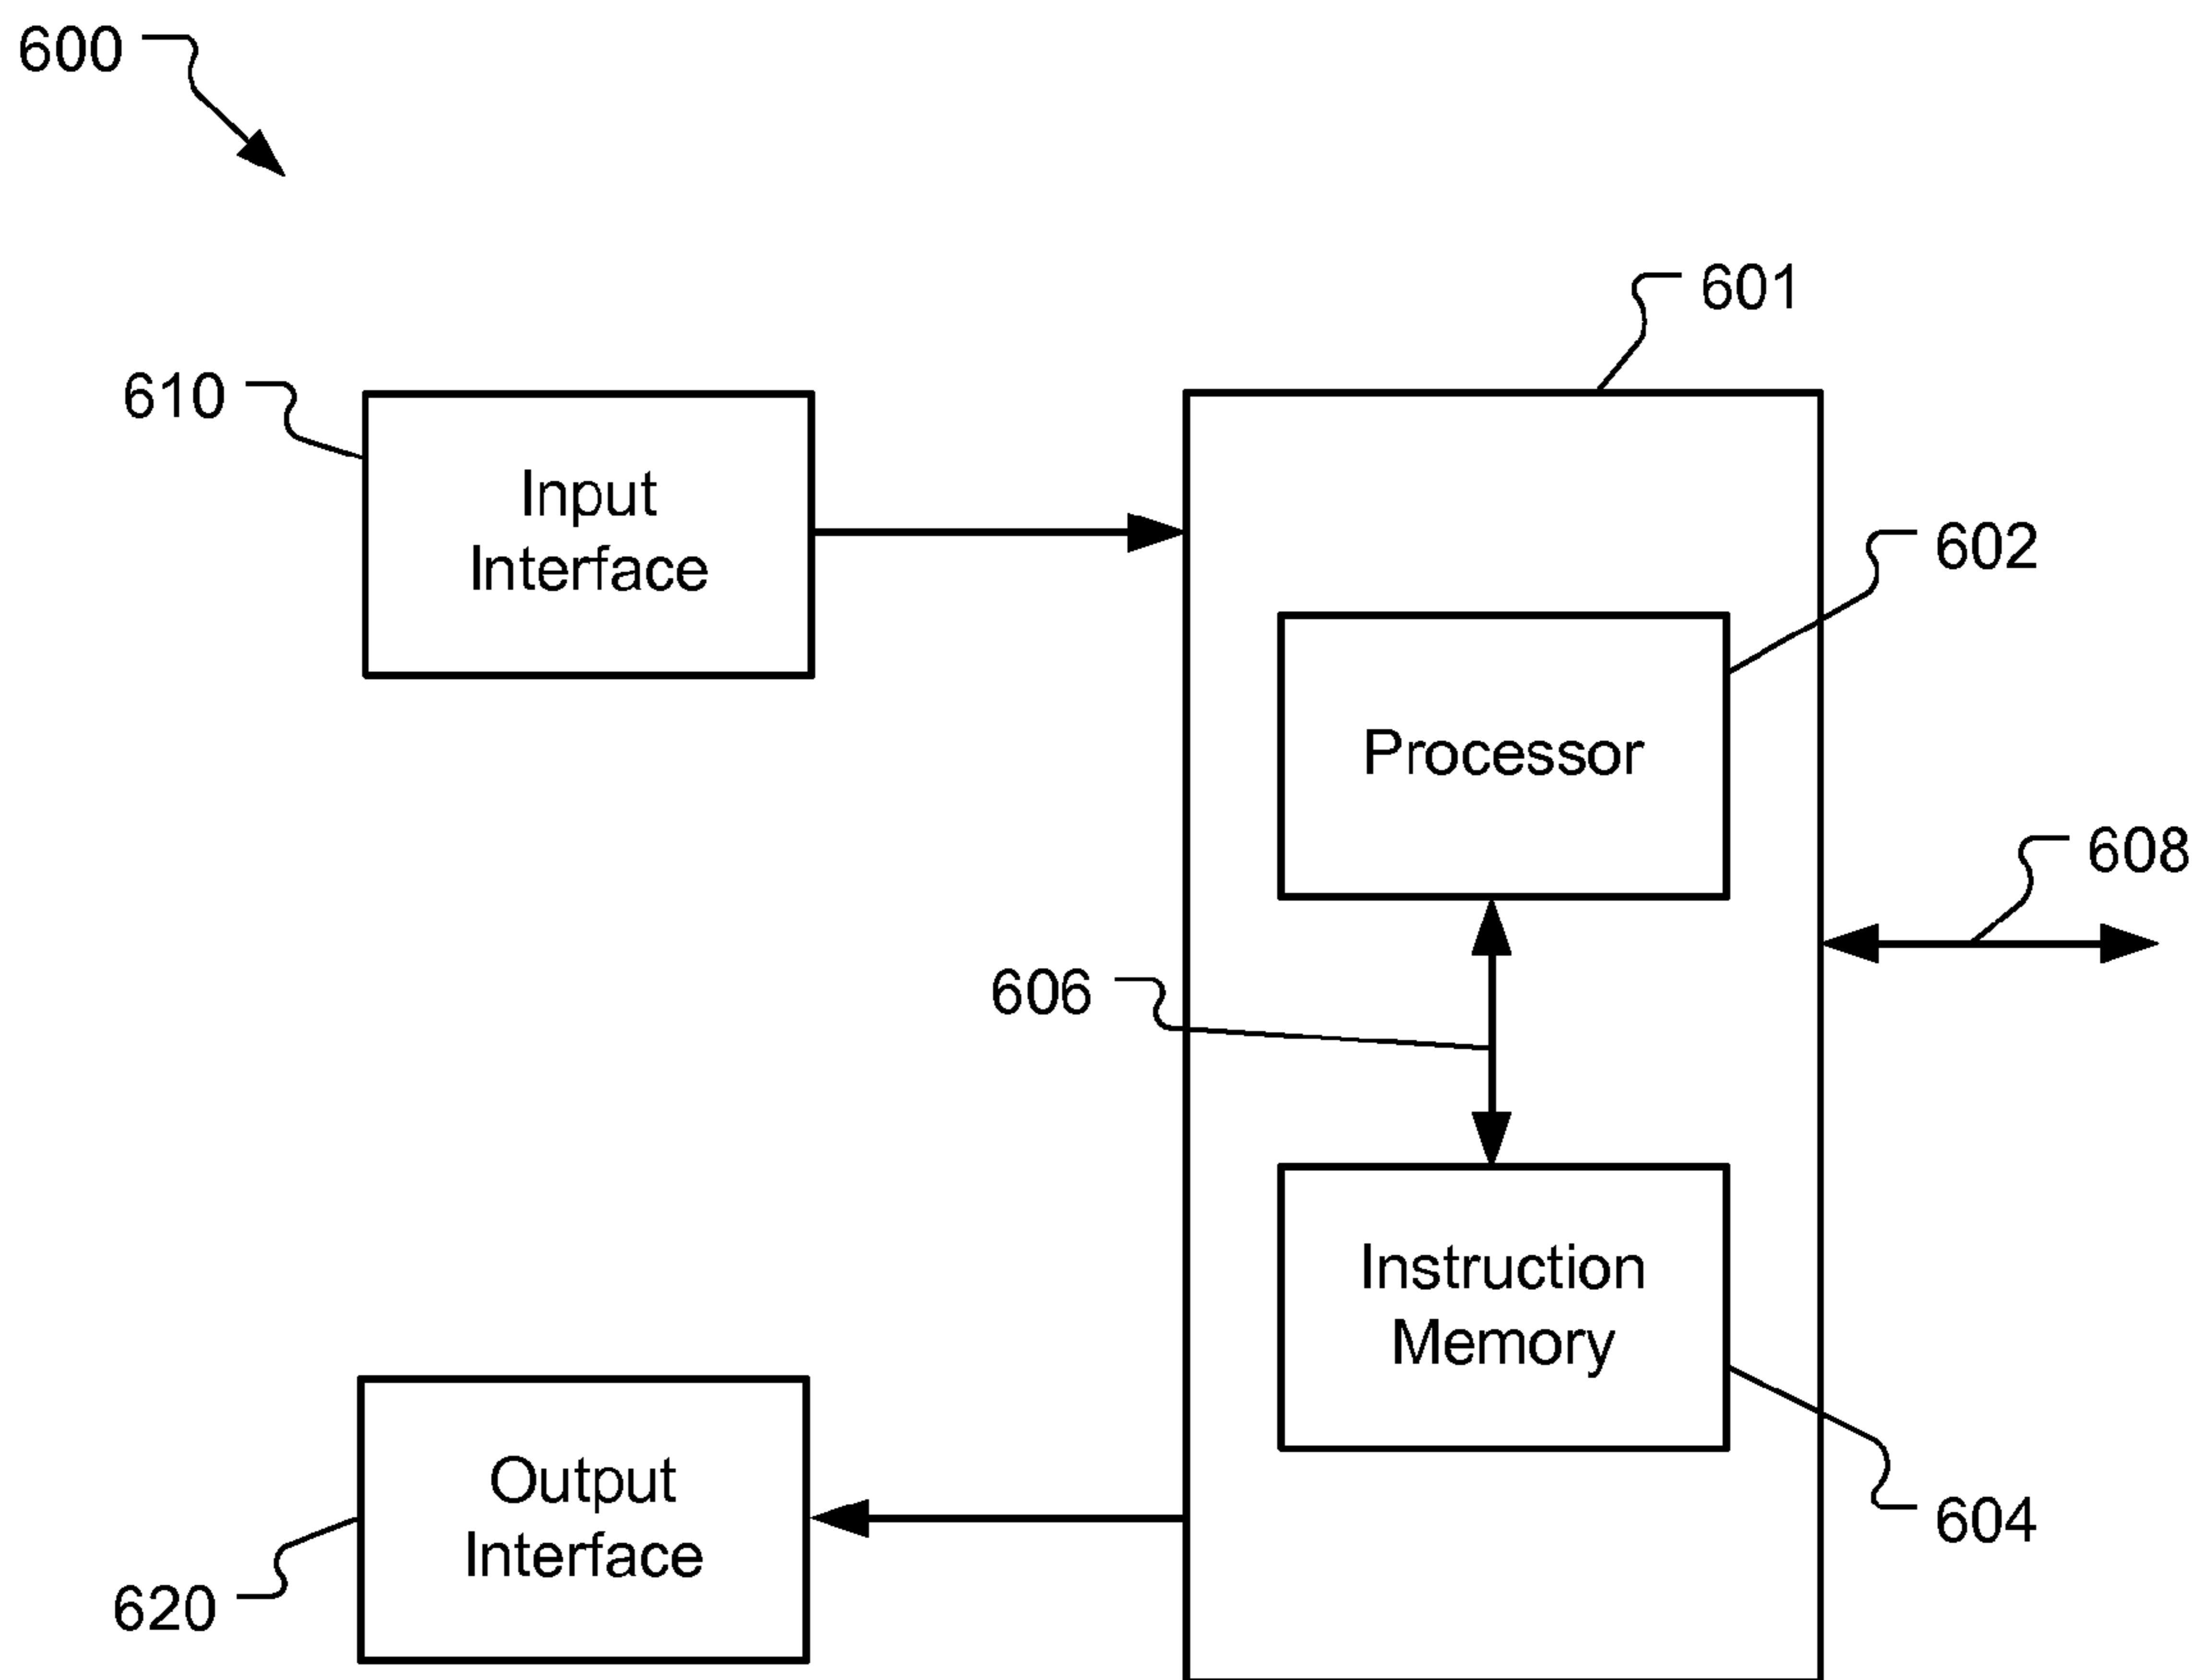 600
601
610
Input
Interface
602
Processor
608
606
Instruction
Memory
Output
Interface
604
620